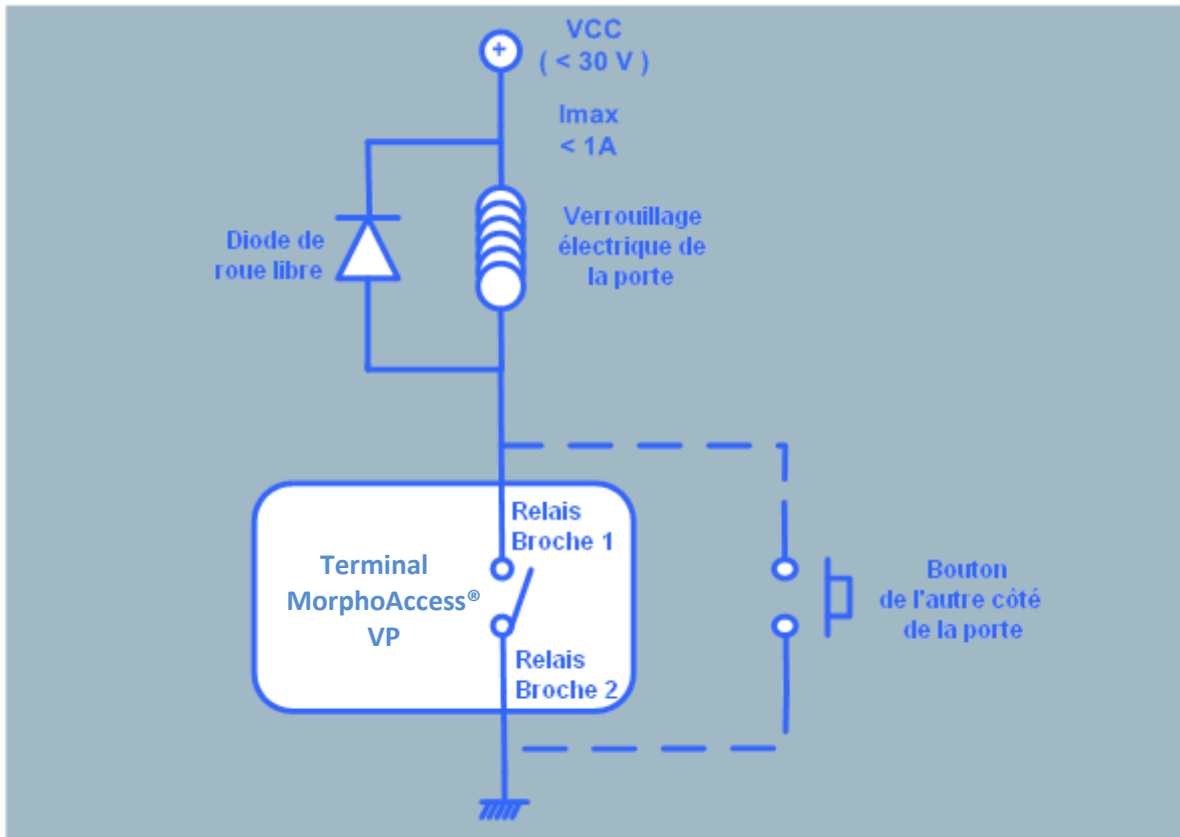 VCC
( < 30 V )
Imax
< 1A
Verrouillage
électrique de
la porte
Diode de
roue libre
Relais
Broche 1
Terminal
MorphoAccess®
VP
Relais
Broche 2
Bouton
de l'autre côté
de la porte